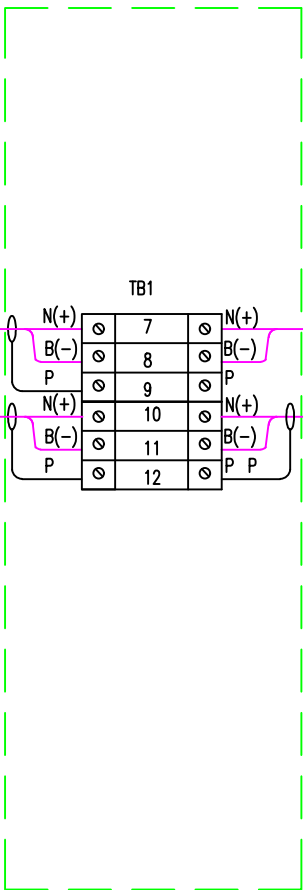 TB1
N(+) 7 N(+)
B(-) 8 B(-)
P 9 P
N(+) 10 N(+)
B(-) 11 B(-)
P 12 P P